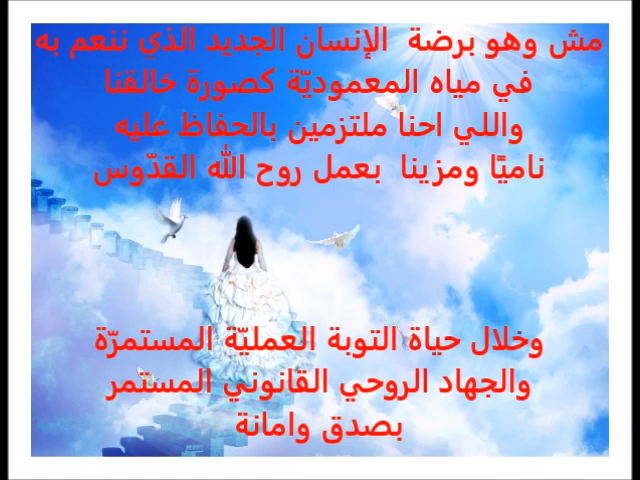 مش وهو برضة الإنسان الجديد الذي ننعم به
في مياه المعموديّة كصورة خالقنا
واللي احنا ملتزمين بالحفاظ عليه
ناميًا ومزينا بعمل روح الله القدّوس
وخلال حياة التوبة العمليّة المستمرّة
والجهاد الروحي القانوني المستمر
بصدق وامانة